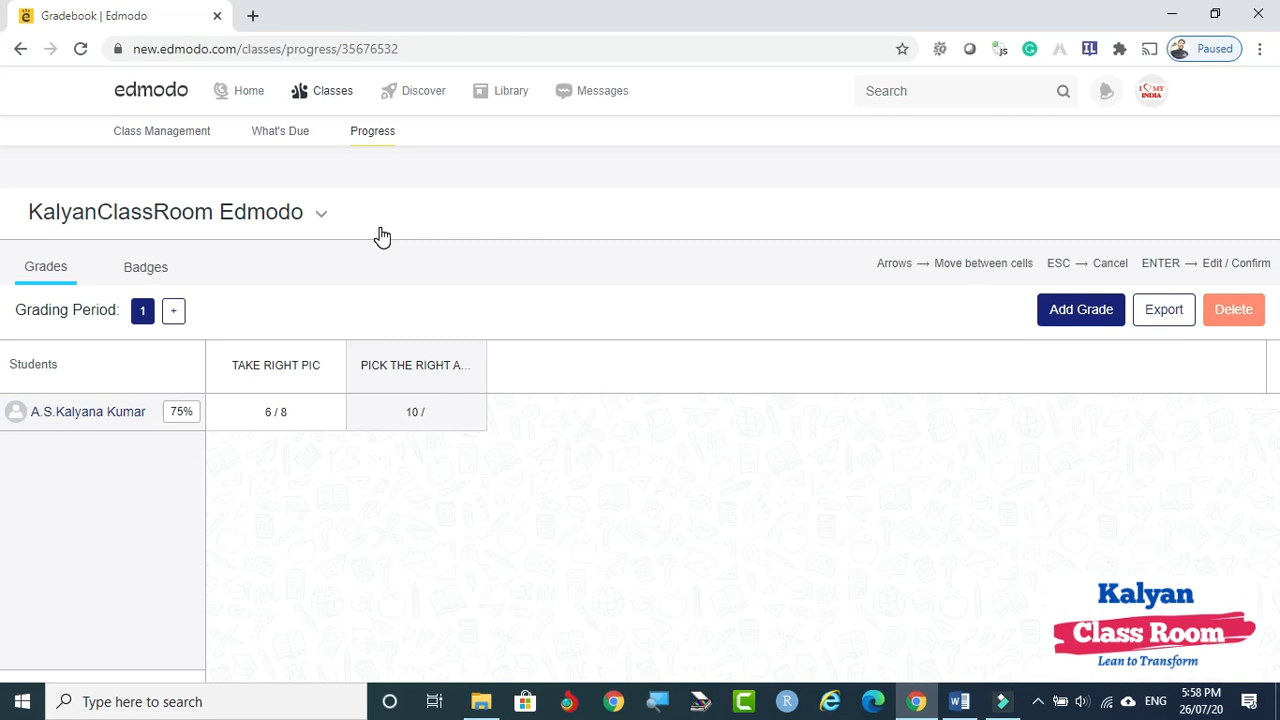 Gradebook | Edmodo
new.edmodo.com/classes/progress/35676532
Paused
edmodo Home Classes Discover Library Messages Search
I MY INDIA
Class Management What's Due Progress
KalyanClassRoom Edmodo
Grades Badges Arrows → Move between cells ESC → Cancel ENTER → Edit / Confirm
Grading Period: 1 + Add Grade Export Delete
Students TAKE RIGHT PIC PICK THE RIGHT A...
A.S.Kalyana Kumar 75% 6 / 8 10 /
Kalyan
Class Room
Lean to Transform
Type here to search
ENG
5:58 PM
26/07/20